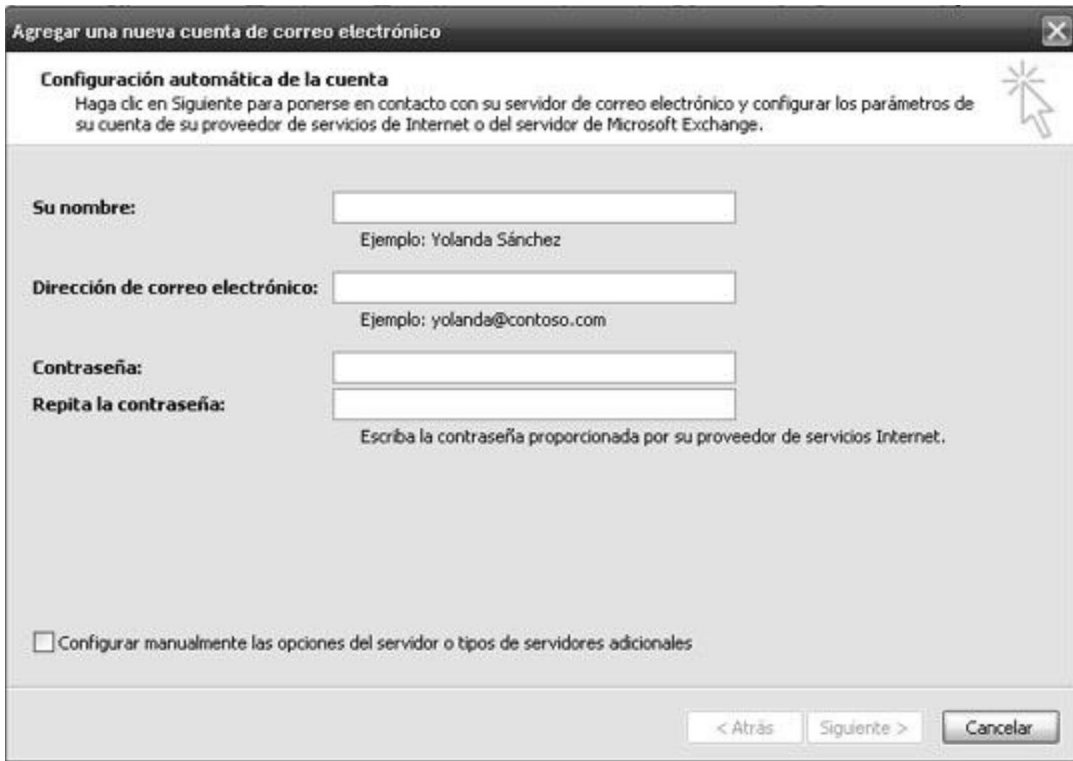 Agregar una nueva cuenta de correo electrónico
Configuración automática de la cuenta
Haga clic en Siguiente para ponerse en contacto con su servidor de correo electrónico y configurar los parámetros de
su cuenta de su proveedor de servicios de Internet o del servidor de Microsoft Exchange.
Su nombre:
Ejemplo: Yolanda Sánchez
Dirección de correo electrónico:
Ejemplo: yolanda@contoso.com
Contraseña:
Repita la contraseña:
Escriba la contraseña proporcionada por su proveedor de servicios Internet.
Configurar manualmente las opciones del servidor o tipos de servidores adicionales
< Atrás Siguiente > Cancelar